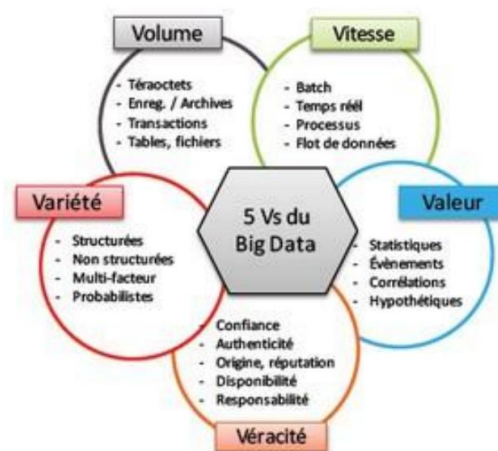 Volume
- Téraoctets
- Enreg. / Archives
- Transactions
- Tables, fichiers
Vitesse
- Batch
- Temps réel
- Processus
- Flot de données
Variété
- Structurées
- Non structurées
- Multi-facteur
- Probabilistes
5 Vs du
Big Data
Valeur
- Statistiques
- Évènements
- Corrélations
- Hypothétiques
- Confiance
- Authenticité
- Origine, réputation
- Disponibilité
- Responsabilité
Véracité